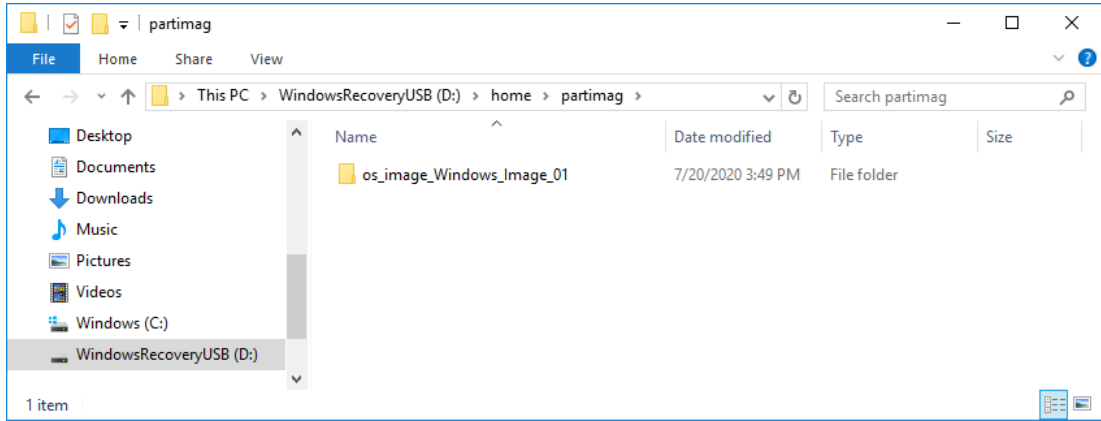 partimag
File Home Share View
This PC > WindowsRecoveryUSB (D:) > home > partimag >
Search partimag
Desktop
Documents
Downloads
Music
Pictures
Videos
Windows (C:)
WindowsRecoveryUSB (D:)
Name Date modified Type Size
os_image_Windows_Image_01 7/20/2020 3:49 PM File folder
1 item